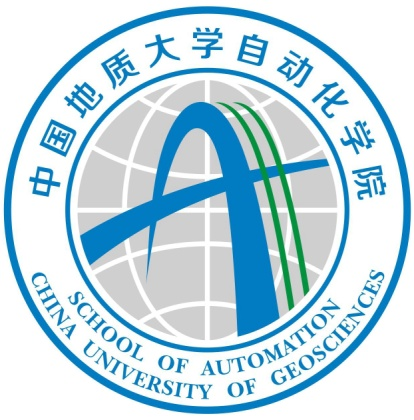 中国地质大学自动化学院
SCHOOL OF AUTOMATION
CHINA UNIVERSITY OF GEOSCIENCES